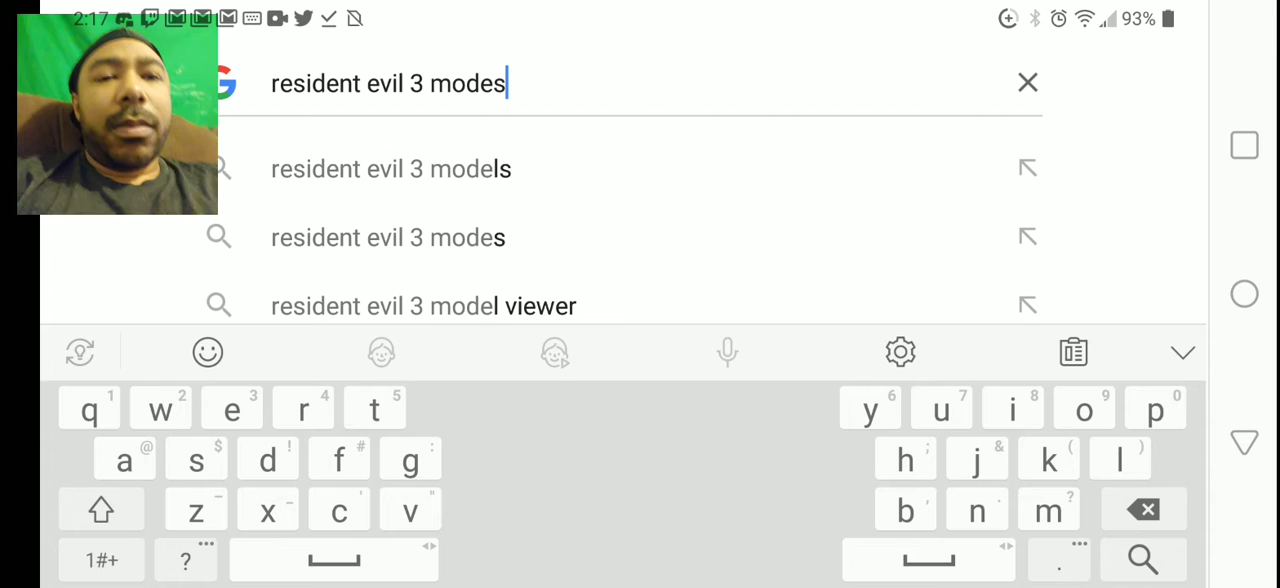 2:17 93%
resident evil 3 modes
resident evil 3 models
resident evil 3 modes
resident evil 3 model viewer
q 1 w 2 e 3 r 4 t 5 y 6 u 7 i 8 o 9 p 0
a @ s $ d ! f # g : h ; j & k ( l )
z - x _ c ' v " b , n . m ?
1#+ ? ... . ...